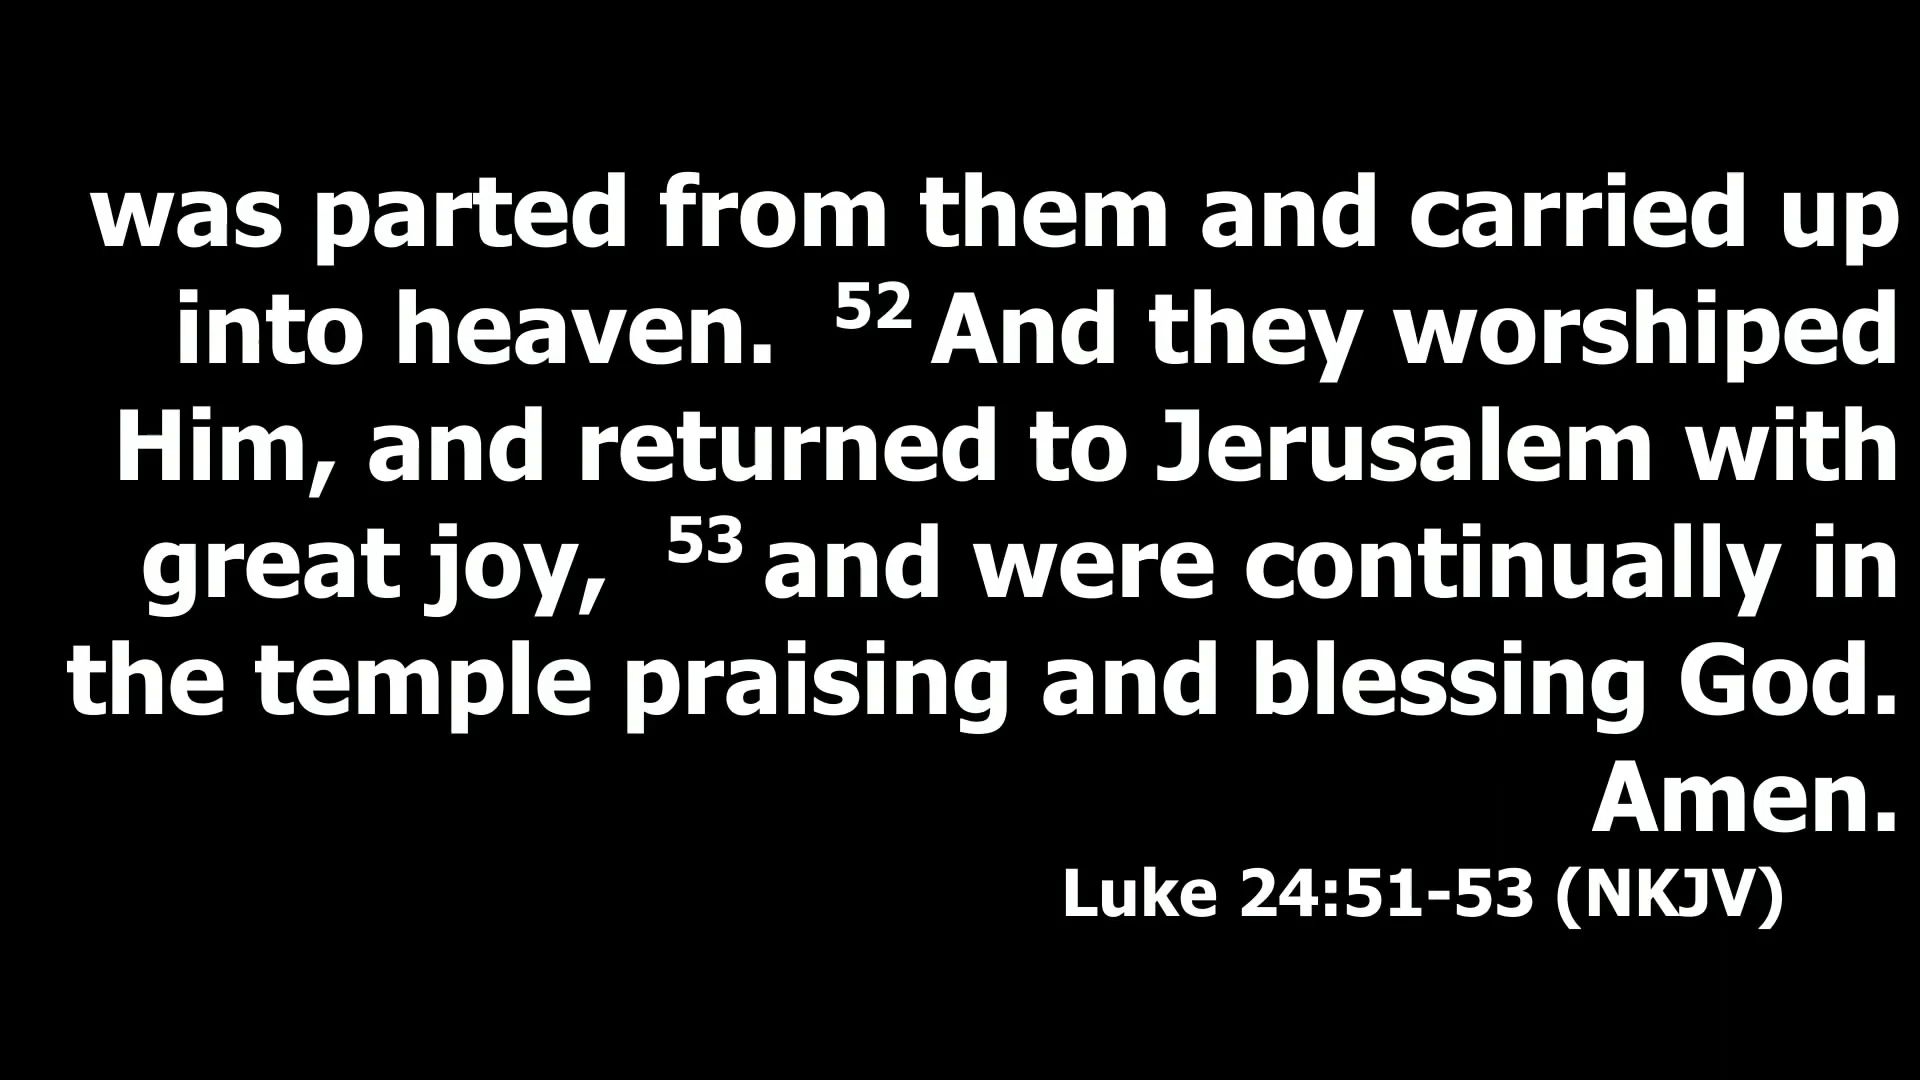 was parted from them and carried up
into heaven. 52 And they worshiped
Him, and returned to Jerusalem with
great joy, 53 and were continually in
the temple praising and blessing God.
Amen.
Luke 24:51-53 (NKJV)